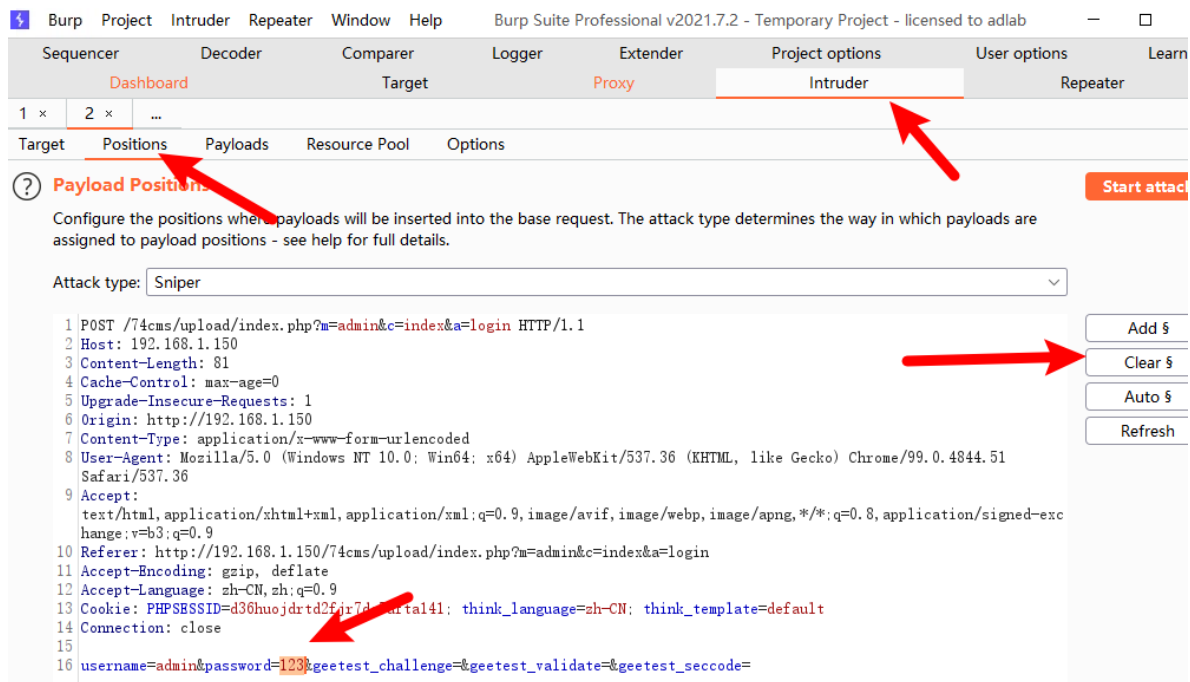 Burp Project Intruder Repeater Window Help Burp Suite Professional v2021.7.2 - Temporary Project - licensed to adlab
Sequencer Decoder Comparer Logger Extender Project options User options Learn
Dashboard Target Proxy Intruder Repeater
1 × 2 × ...
Target Positions Payloads Resource Pool Options
? Payload Positions Start attack
Configure the positions where payloads will be inserted into the base request. The attack type determines the way in which payloads are
assigned to payload positions - see help for full details.
Attack type: Sniper
1 POST /74cms/upload/index.php?m=admin&c=index&a=login HTTP/1.1
2 Host: 192.168.1.150
3 Content-Length: 81
4 Cache-Control: max-age=0
5 Upgrade-Insecure-Requests: 1
6 Origin: http://192.168.1.150
7 Content-Type: application/x-www-form-urlencoded
8 User-Agent: Mozilla/5.0 (Windows NT 10.0; Win64; x64) AppleWebKit/537.36 (KHTML, like Gecko) Chrome/99.0.4844.51
Safari/537.36
9 Accept:
text/html,application/xhtml+xml,application/xml;q=0.9,image/avif,image/webp,image/apng,*/*;q=0.8,application/signed-exc
hange;v=b3;q=0.9
10 Referer: http://192.168.1.150/74cms/upload/index.php?m=admin&c=index&a=login
11 Accept-Encoding: gzip, deflate
12 Accept-Language: zh-CN,zh;q=0.9
13 Cookie: think_language=zh-CN; think_template=default
14 Connection: close
15
16 username=admin&password=123&geetest_challenge=&geetest_validate=&geetest_seccode=
Add §
Clear §
Auto §
Refresh